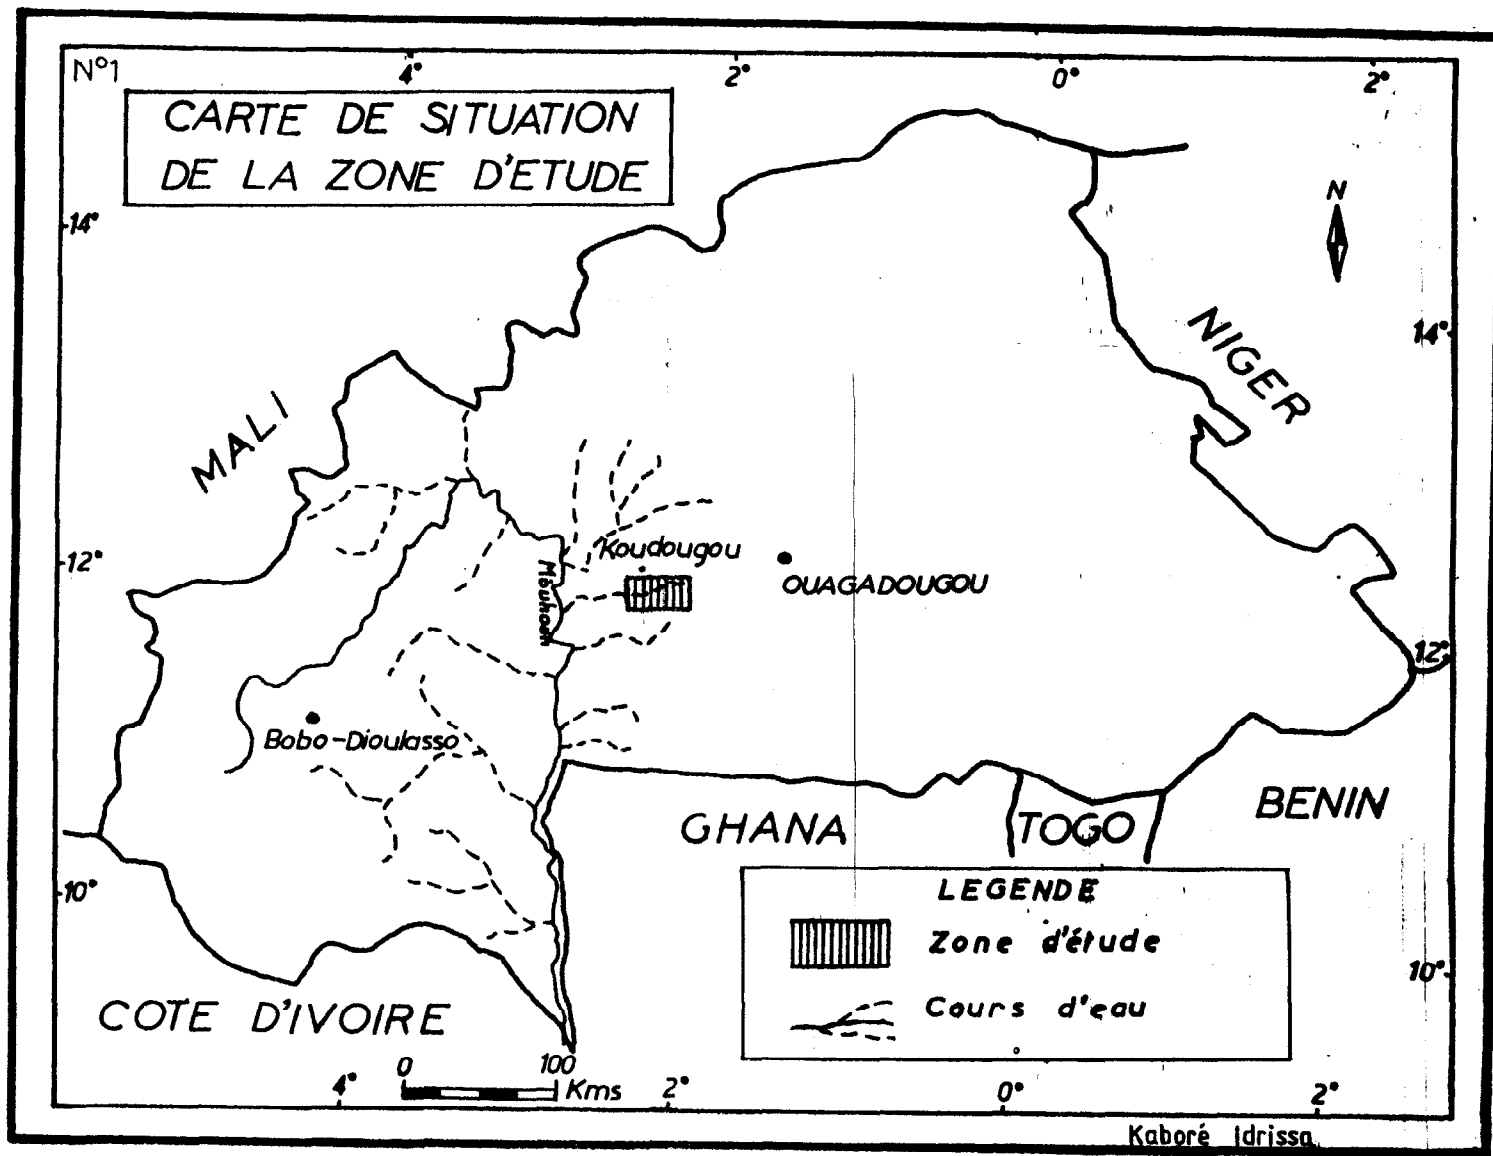 N°1
4° 2° 0° 2°
CARTE DE SITUATION
DE LA ZONE D'ETUDE
N
14°
14°
NIGER
MALI
Koudougou
12°
OUAGADOUGOU
Mouhoun
12°
Bobo-Dioulasso
BENIN
GHANA
TOGO
LEGENDE
10°
Zone d'étude
10°
COTE D'IVOIRE
Cours d'eau
0 100
Kms
4° 2° 0° 2°
Kaboré Idrissa